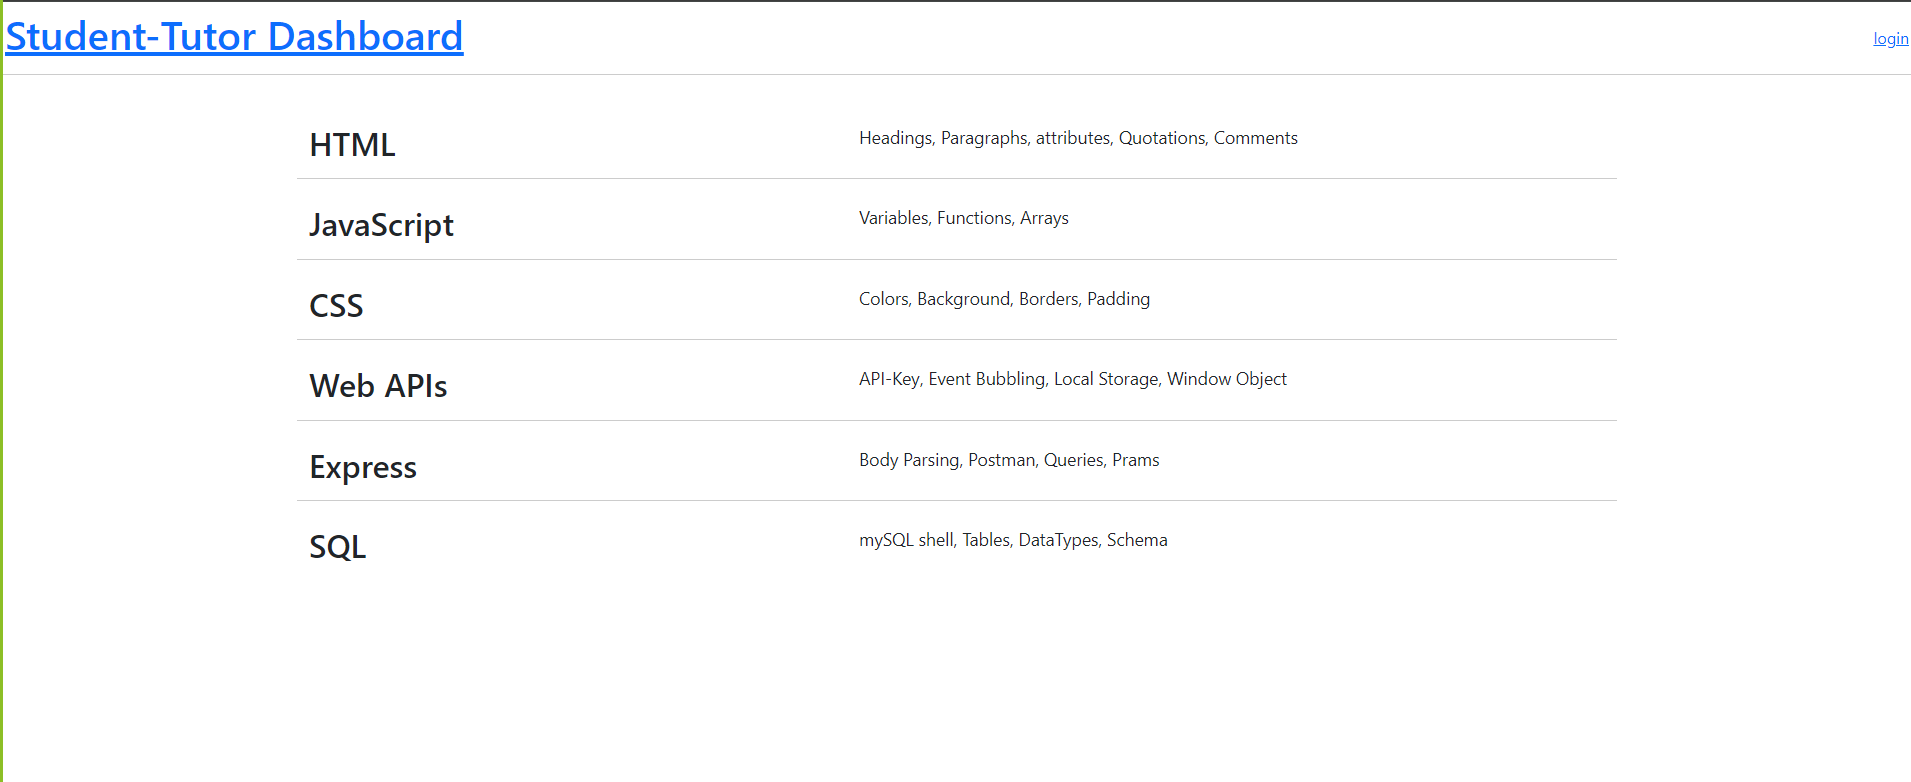 Student-Tutor Dashboard
login
HTML
Headings, Paragraphs, attributes, Quotations, Comments
JavaScript
Variables, Functions, Arrays
CSS
Colors, Background, Borders, Padding
Web APIs
API-Key, Event Bubbling, Local Storage, Window Object
Express
Body Parsing, Postman, Queries, Prams
SQL
mySQL shell, Tables, DataTypes, Schema